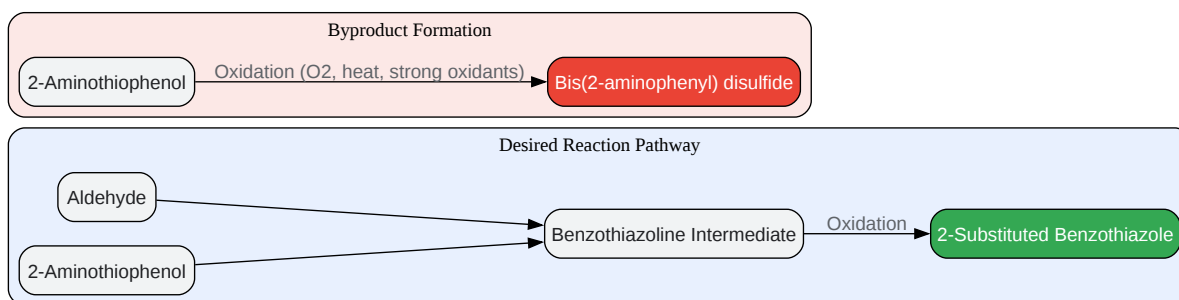 Byproduct Formation
2-Aminothiophenol
Oxidation (O2, heat, strong oxidants)
Bis(2-aminophenyl) disulfide
Desired Reaction Pathway
Aldehyde
2-Aminothiophenol
Benzothiazoline Intermediate
Oxidation
2-Substituted Benzothiazole